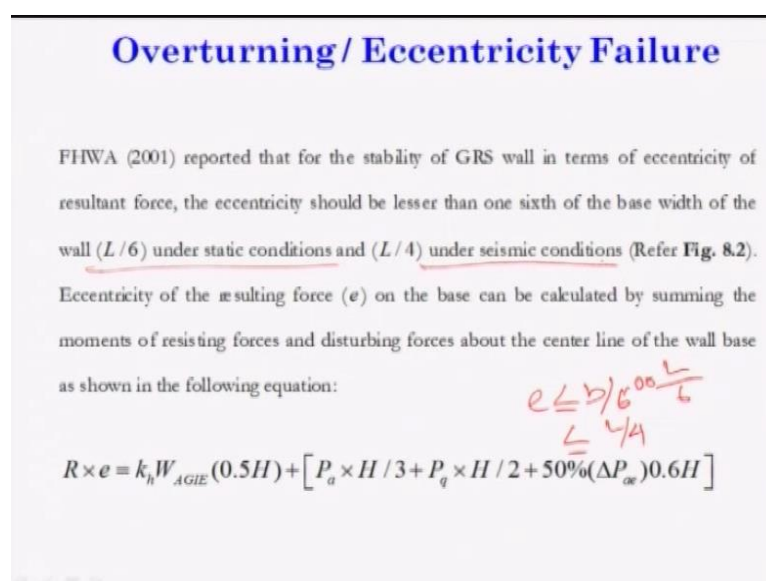 Overturning/ Eccentricity Failure
FHWA (2001) reported that for the stability of GRS wall in terms of eccentricity of
resultant force, the eccentricity should be lesser than one sixth of the base width of the
wall (L/6) under static conditions and (L/4) under seismic conditions (Refer Fig. 8.2).
Eccentricity of the resulting force (e) on the base can be calculated by summing the
moments of resisting forces and disturbing forces about the center line of the wall base
as shown in the following equation:
e ≤ b/6 or L/6
≤ L/4
R×e = k_h W_AGIE (0.5H)+[P_a × H/3+P_q × H/2+50%(ΔP_ae)0.6H]